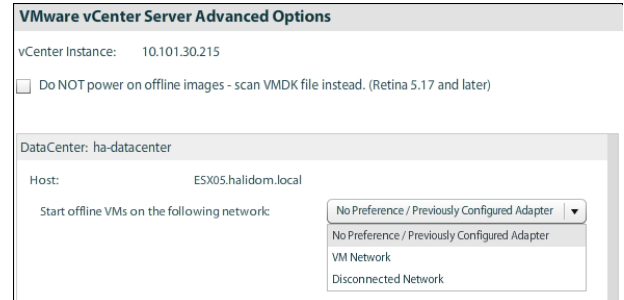 VMware vCenter Server Advanced Options
vCenter Instance: 10.101.30.215
Do NOT power on offline images - scan VMDK file instead. (Retina 5.17 and later)
DataCenter: ha-datacenter
Host: ESX05.halidom.local
Start offline VMs on the following network: No Preference / Previously Configured Adapter
No Preference / Previously Configured Adapter
VM Network
Disconnected Network